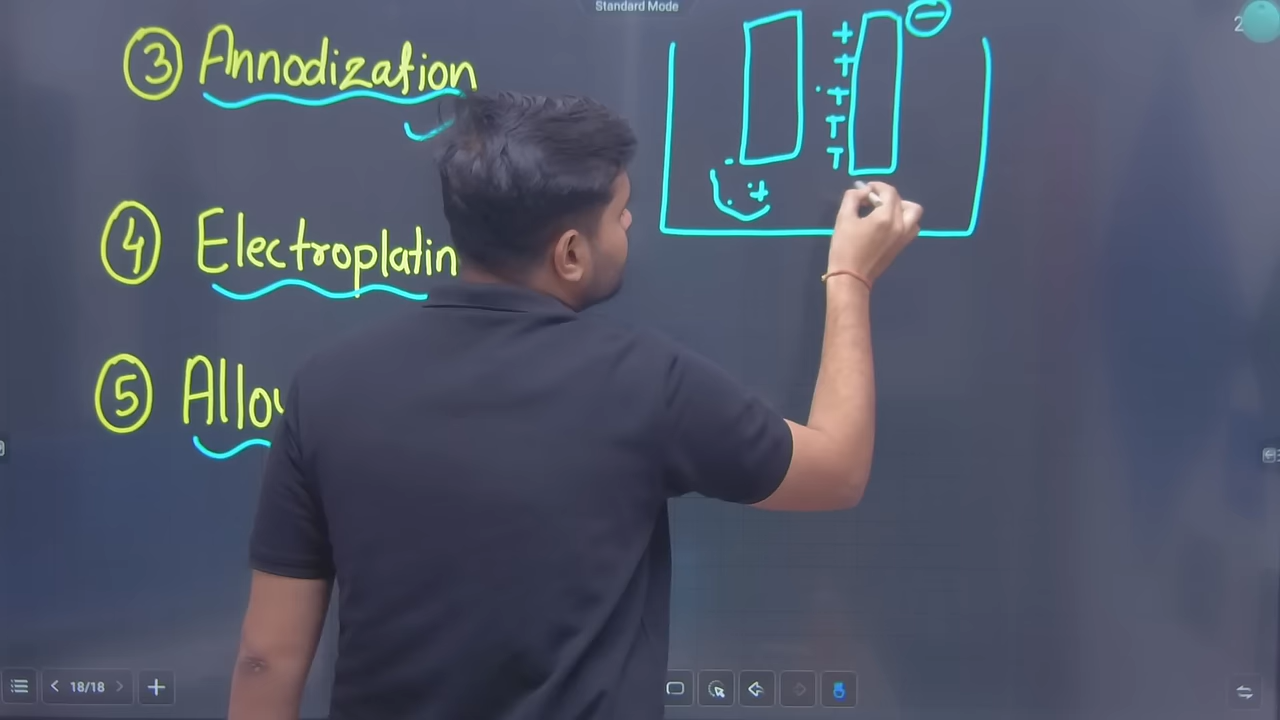 Standard Mode
③ Annodization
④ Electroplatin
⑤ Allo
+
+
+
+
+
−
+
18/18